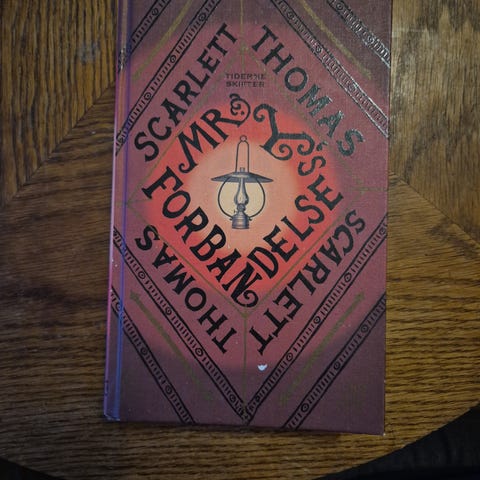 SCARLETT THOMAS
TIDERNE
SKIFTER
MR Y's
FORBANDELSE
THOMAS SCARLETT